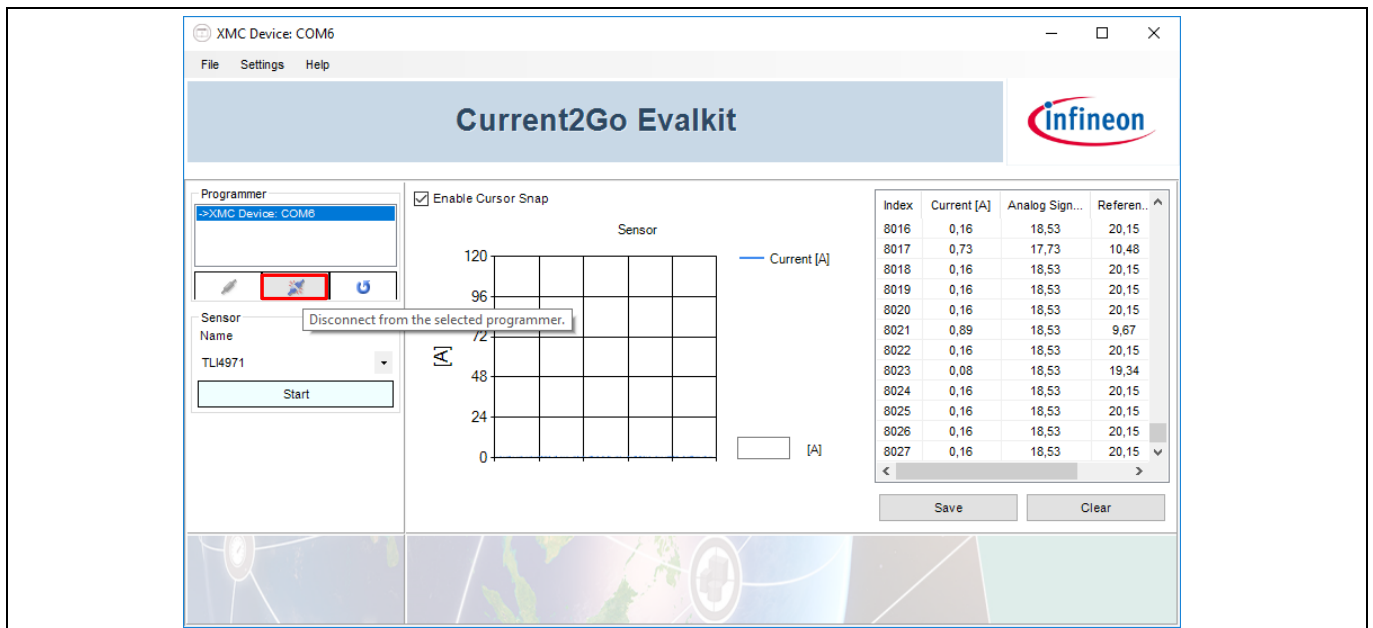 XMC Device: COM6
File Settings Help
Current2Go Evalkit
infineon
Programmer
->XMC Device: COM6
Sensor
Name
TLI4971
Start
Disconnect from the selected programmer.
Enable Cursor Snap
Sensor
120
96
72
48
24
0
[A]
Current [A]
[A]
Index Current [A] Analog Sign... Referen..
8016 0,16 18,53 20,15
8017 0,73 17,73 10,48
8018 0,16 18,53 20,15
8019 0,16 18,53 20,15
8020 0,16 18,53 20,15
8021 0,89 18,53 9,67
8022 0,16 18,53 20,15
8023 0,08 18,53 19,34
8024 0,16 18,53 20,15
8025 0,16 18,53 20,15
8026 0,16 18,53 20,15
8027 0,16 18,53 20,15
Save Clear